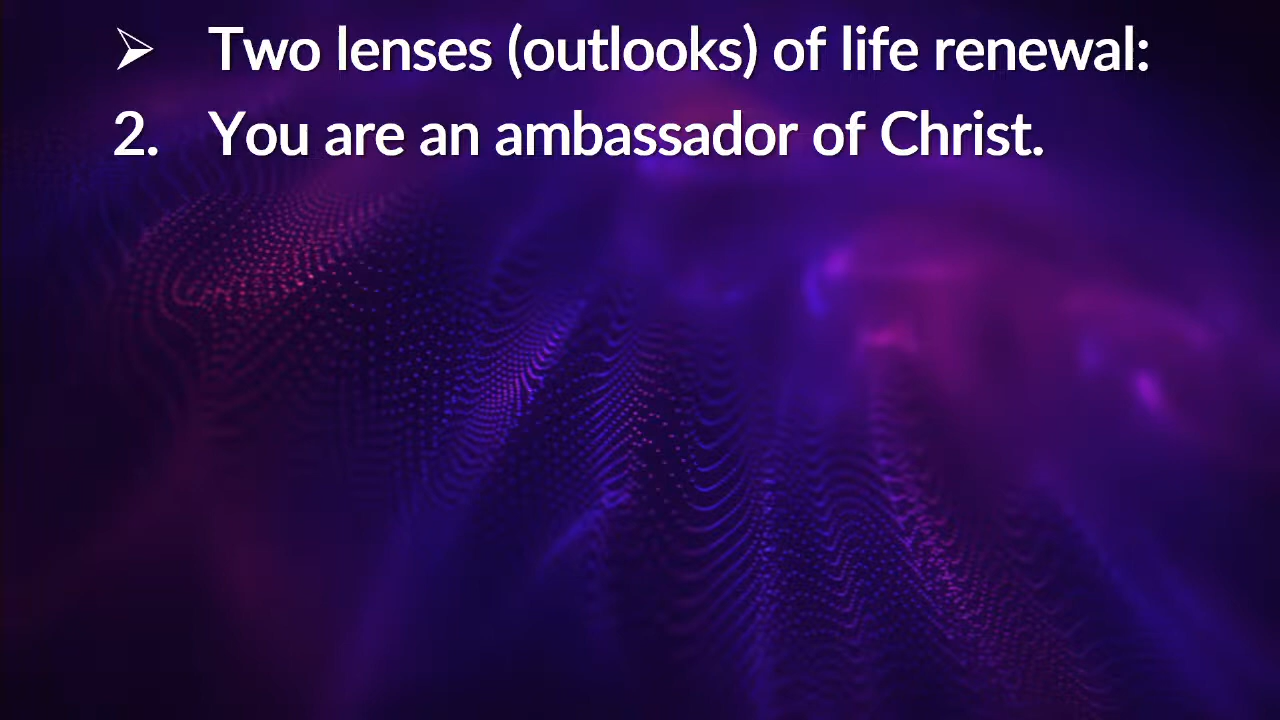 ➢ Two lenses (outlooks) of life renewal:
2. You are an ambassador of Christ.